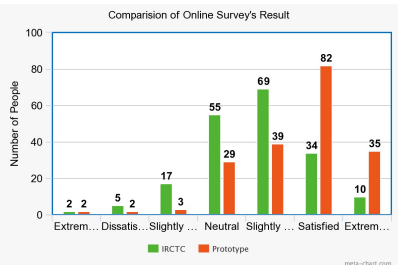 Comparision of Online Survey's Result
Number of People
100
80
60
40
20
0
2 2
5 2
17 3
55 29
69 39
34 82
10 35
Extrem... Dissatis... Slightly ... Neutral Slightly ... Satisfied Extrem...
IRCTC Prototype
meta-chart.com